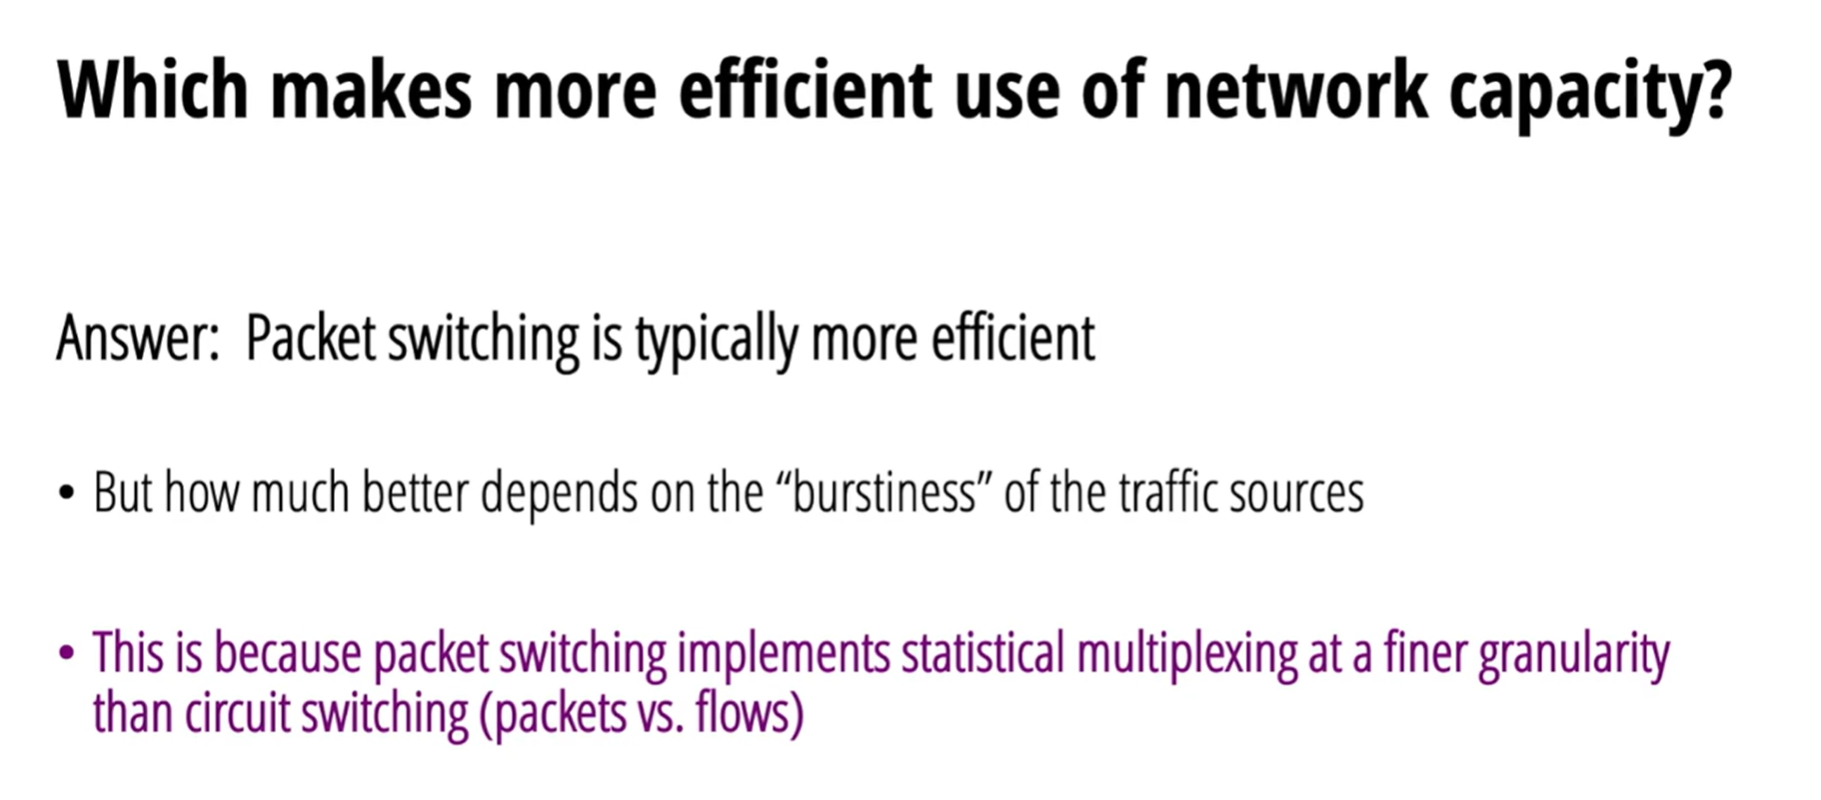 Which makes more efficient use of network capacity?
Answer: Packet switching is typically more efficient
• But how much better depends on the “burstiness” of the traffic sources
• This is because packet switching implements statistical multiplexing at a finer granularity
than circuit switching (packets vs. flows)